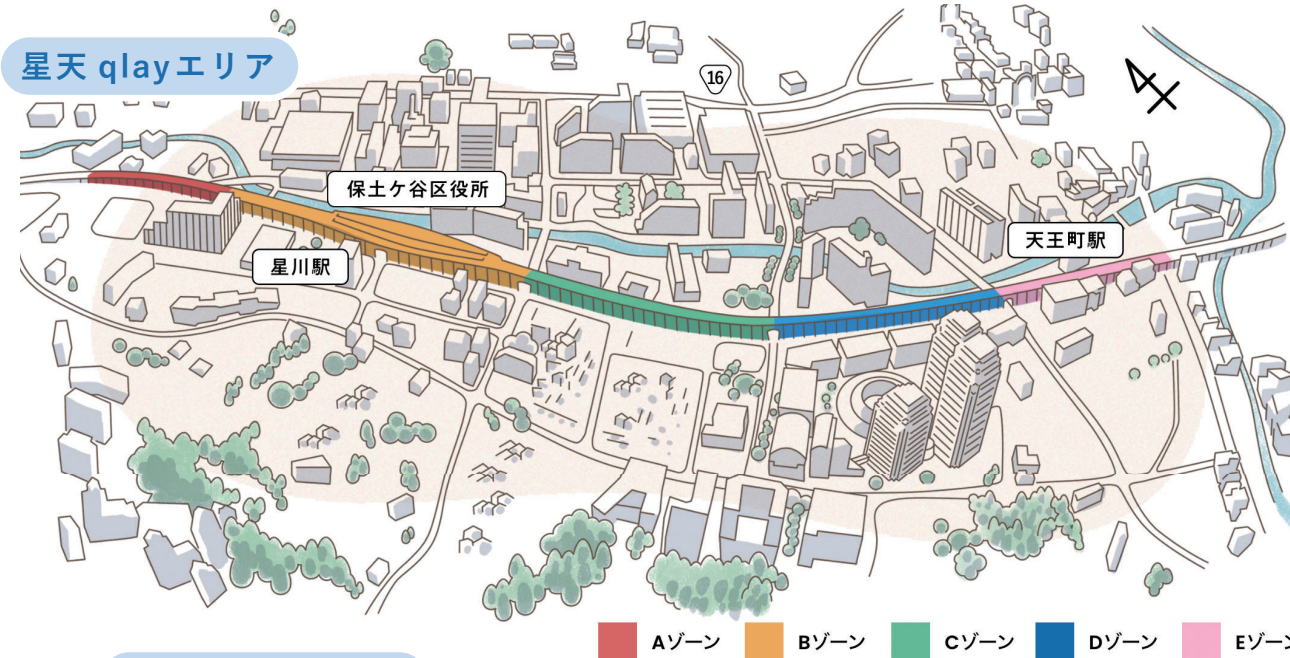 星天 qlayエリア
16
保土ケ谷区役所
天王町駅
星川駅
Aゾーン
Bゾーン
Cゾーン
Dゾーン
Eゾーン